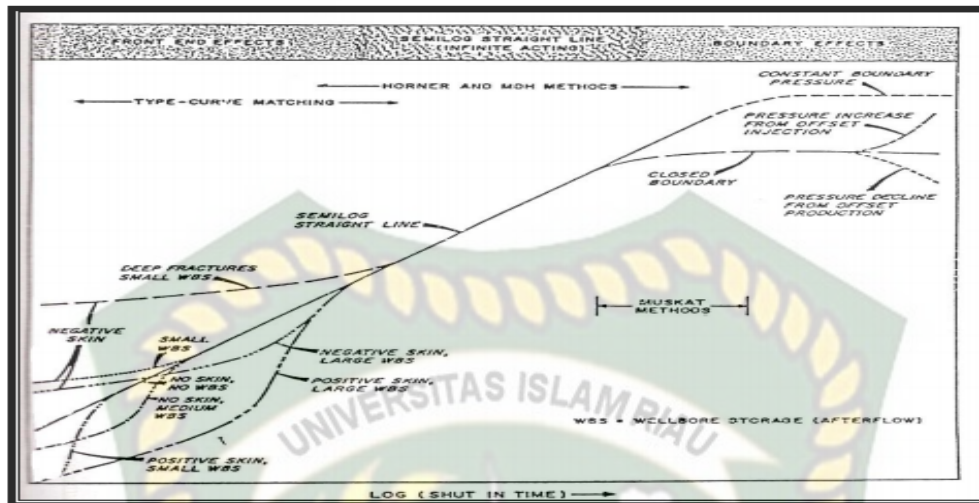 FRONT END EFFECTS
SEMILOG STRAIGHT LINE
(INFINITE ACTING)
BOUNDARY EFFECTS
HORNER AND MDH METHODS
TYPE-CURVE MATCHING
CONSTANT BOUNDARY
PRESSURE
PRESSURE INCREASE
FROM OFFSET
INJECTION
CLOSED
BOUNDARY
PRESSURE DECLINE
FROM OFFSET
PRODUCTION
SEMILOG
STRAIGHT LINE
DEEP FRACTURES
SMALL WBS
MUSKAT
METHODS
NEGATIVE
SKIN
SMALL
WBS
NEGATIVE SKIN,
LARGE WBS
NO SKIN,
NO WBS
POSITIVE SKIN,
LARGE WBS
NO SKIN,
MEDIUM
WBS
WBS = WELLBORE STORAGE (AFTERFLOW)
POSITIVE SKIN,
SMALL WBS
UNIVERSITAS ISLAM RIAU
LOG (SHUT IN TIME)